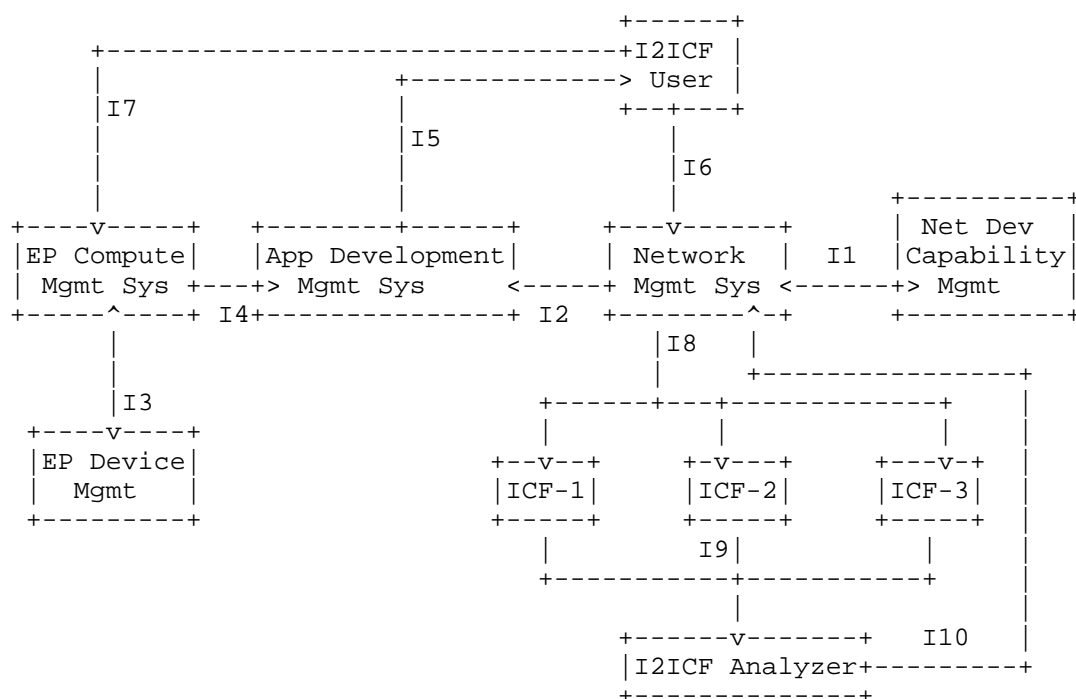 I2ICF
User
I7
I5
I6
Net Dev
EP Compute
App Development
Network
I1
Capability
Mgmt Sys
Mgmt Sys
Mgmt Sys
Mgmt
I4
I2
I8
I3
EP Device
Mgmt
ICF-1
ICF-2
ICF-3
I9
I10
I2ICF Analyzer